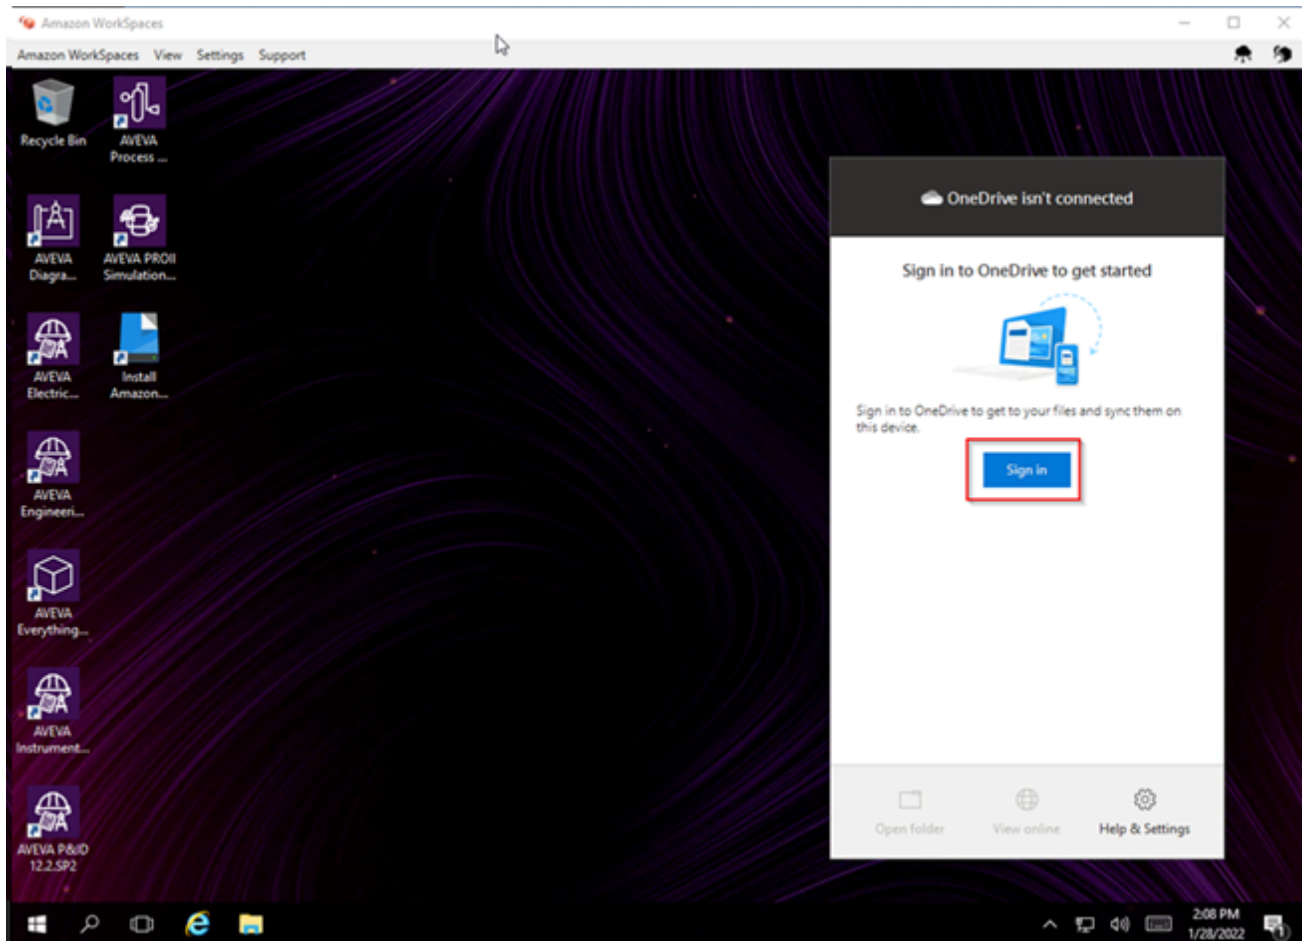 Amazon WorkSpaces
Amazon WorkSpaces View Settings Support
Recycle Bin
AVEVA
Process ...
AVEVA
Diagra...
AVEVA PROII
Simulation...
AVEVA
Electric...
Install
Amazon...
AVEVA
Engineeri...
AVEVA
Everything...
AVEVA
Instrument...
AVEVA P&ID
12.2.SP2
OneDrive isn't connected
Sign in to OneDrive to get started
Sign in to OneDrive to get to your files and sync them on
this device.
Sign in
Open folder
View online
Help & Settings
2:08 PM
1/28/2022
1